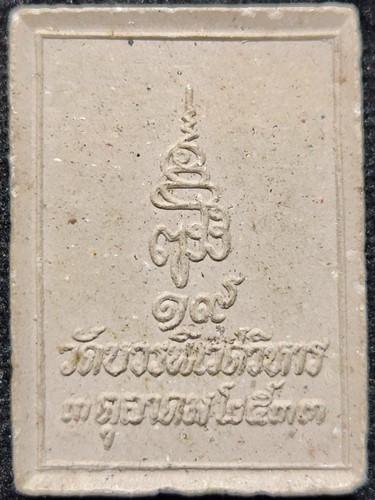 ๑๙
วัดบวรนิเวศวิหาร
๓ ตุลาคม ๒๕๓๓